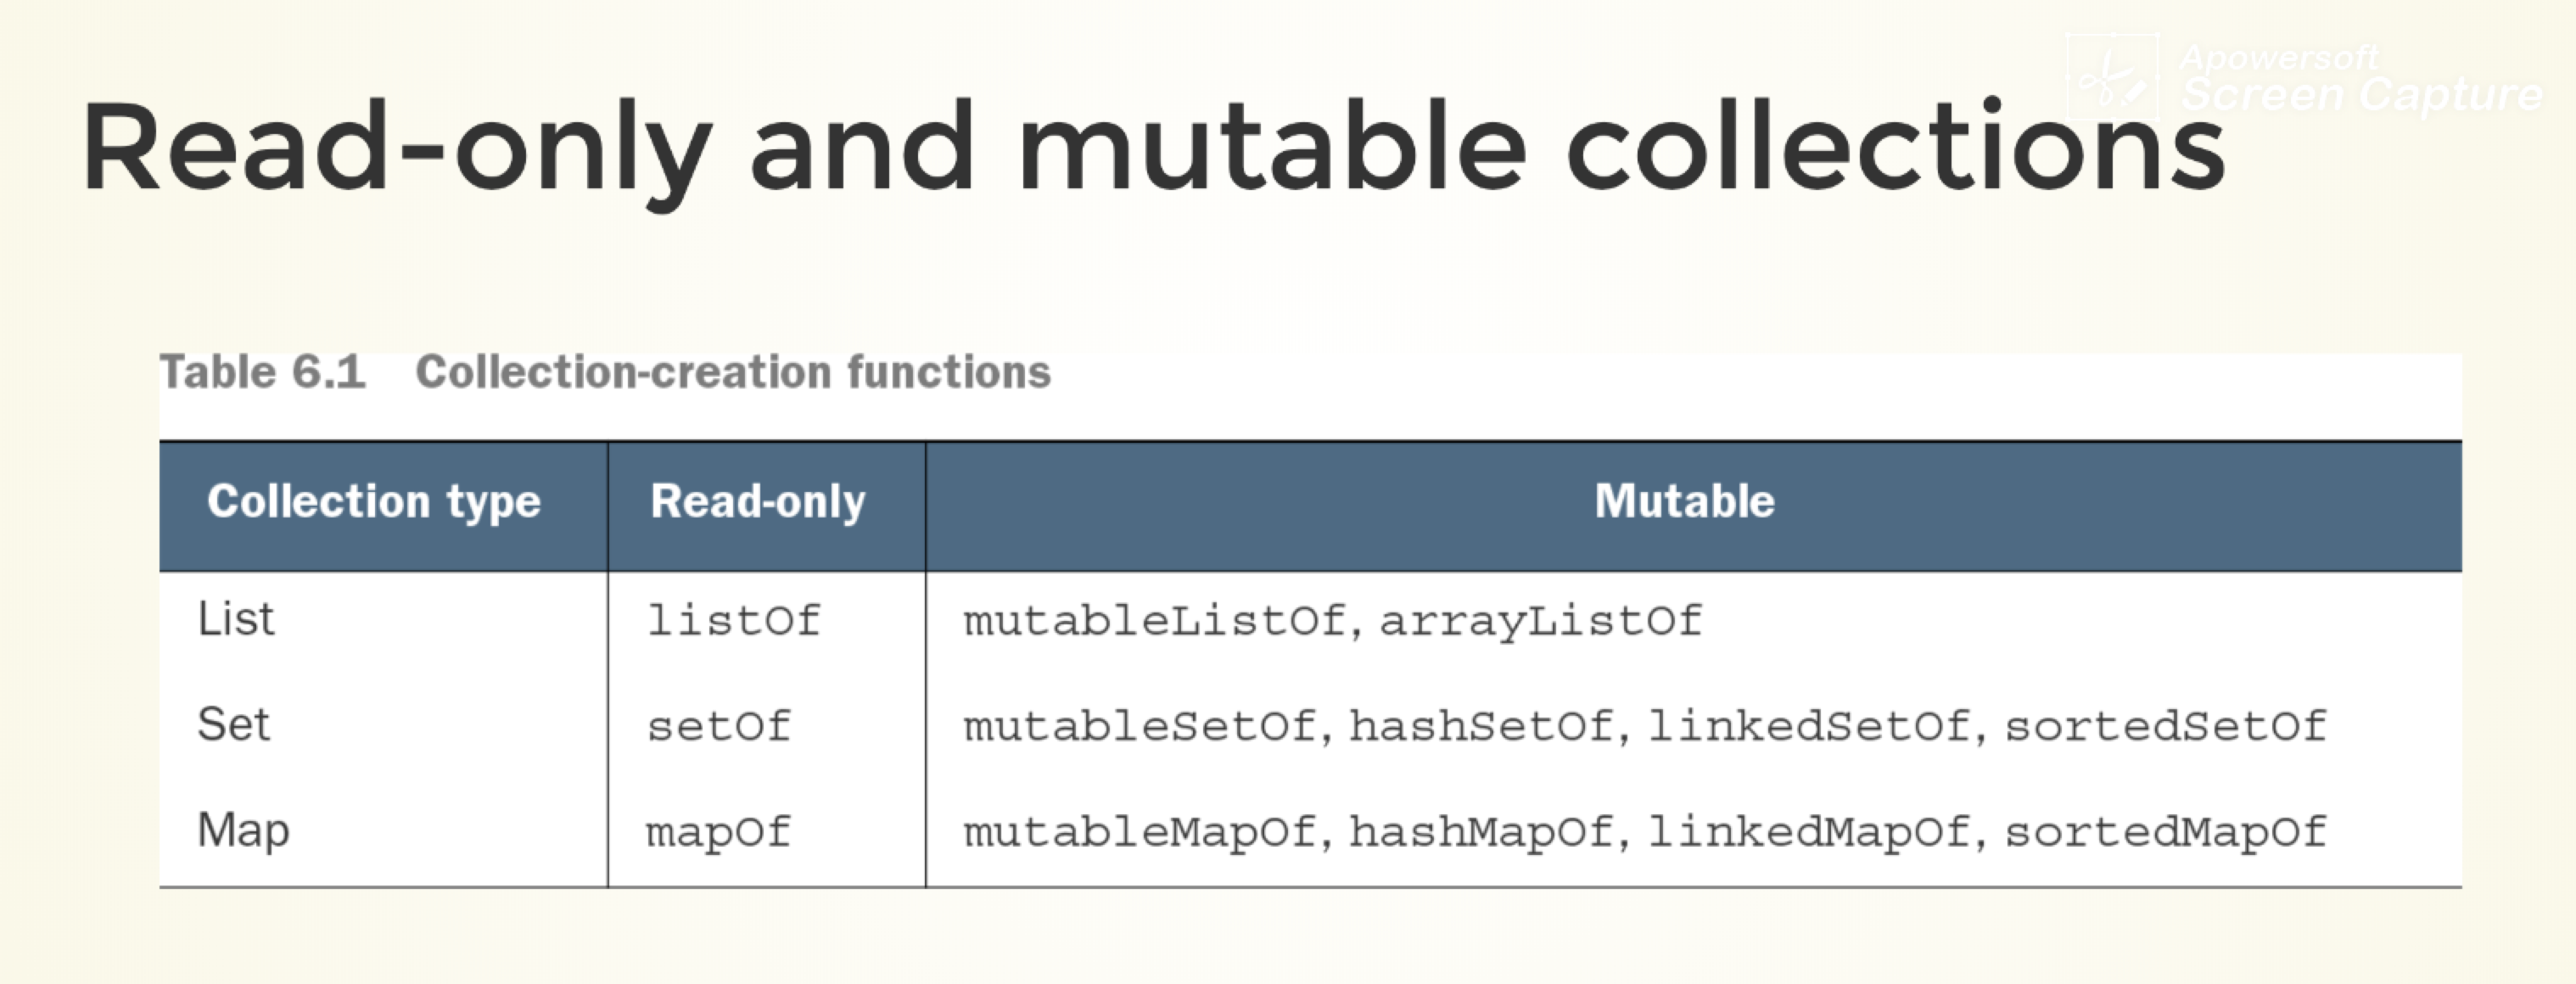 Apowersoft
Screen Capture
Read-only and mutable collections
Table 6.1 Collection-creation functions
Collection type Read-only Mutable
List listOf mutableListOf, arrayListOf
Set setOf mutableSetOf, hashSetOf, linkedSetOf, sortedSetOf
Map mapOf mutableMapOf, hashMapOf, linkedMapOf, sortedMapOf